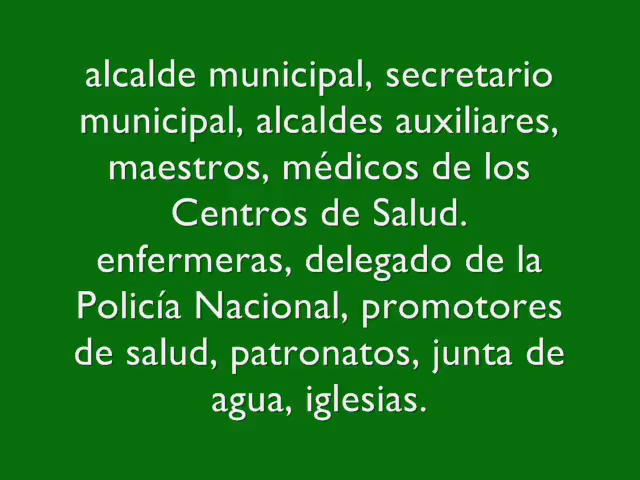 alcalde municipal, secretario
municipal, alcaldes auxiliares,
maestros, médicos de los
Centros de Salud.
enfermeras, delegado de la
Policía Nacional, promotores
de salud, patronatos, junta de
agua, iglesias.